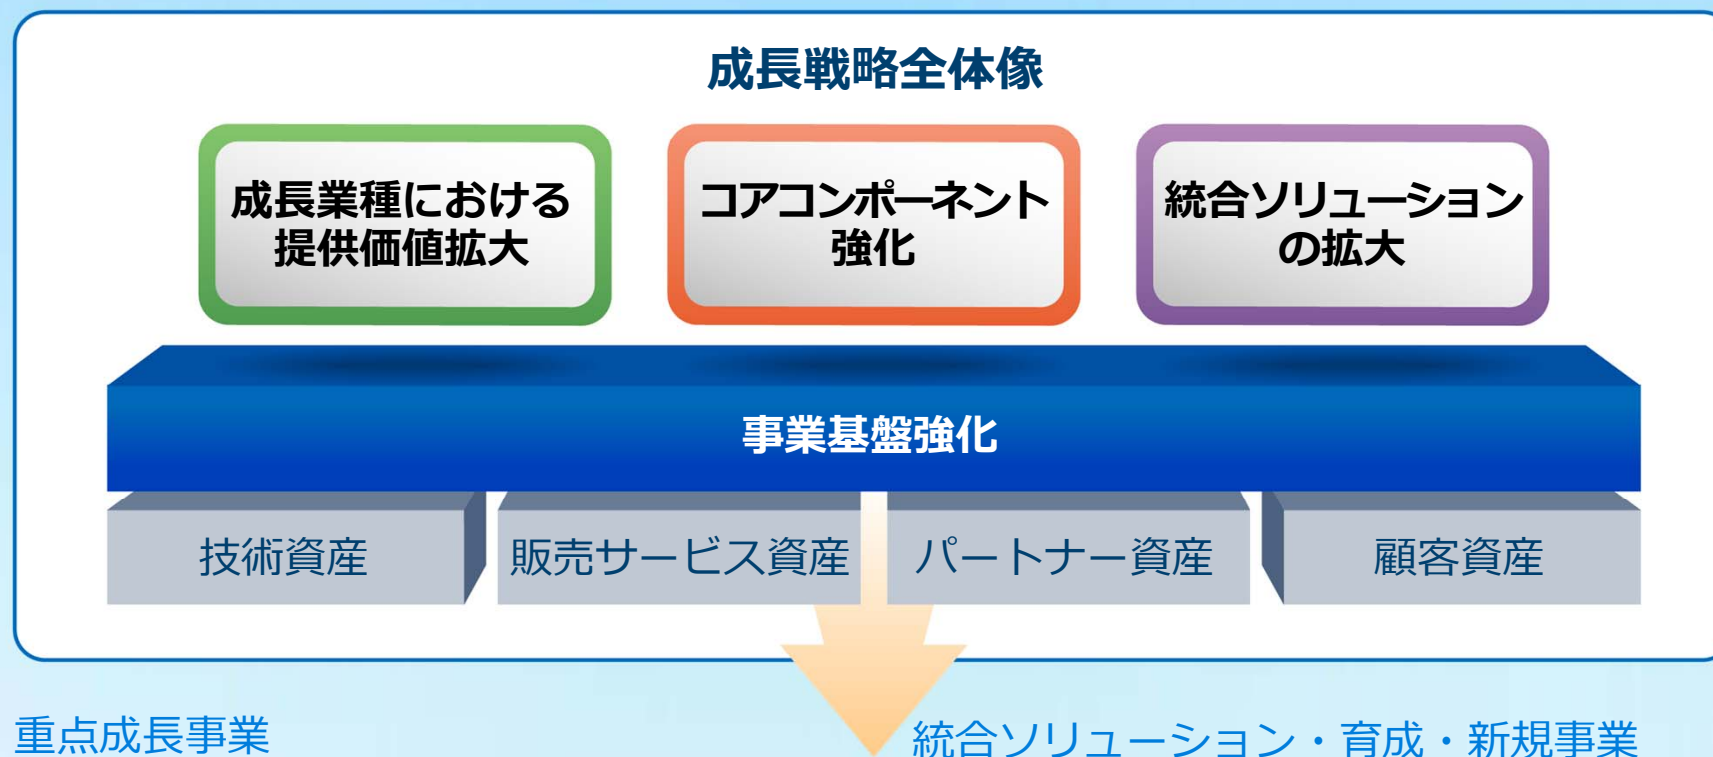 成長戦略全体像
成長業種における
提供価値拡大
コアコンポーネント
強化
統合ソリューション
の拡大
事業基盤強化
技術資産
販売サービス資産
パートナー資産
顧客資産
重点成長事業
統合ソリューション・育成・新規事業